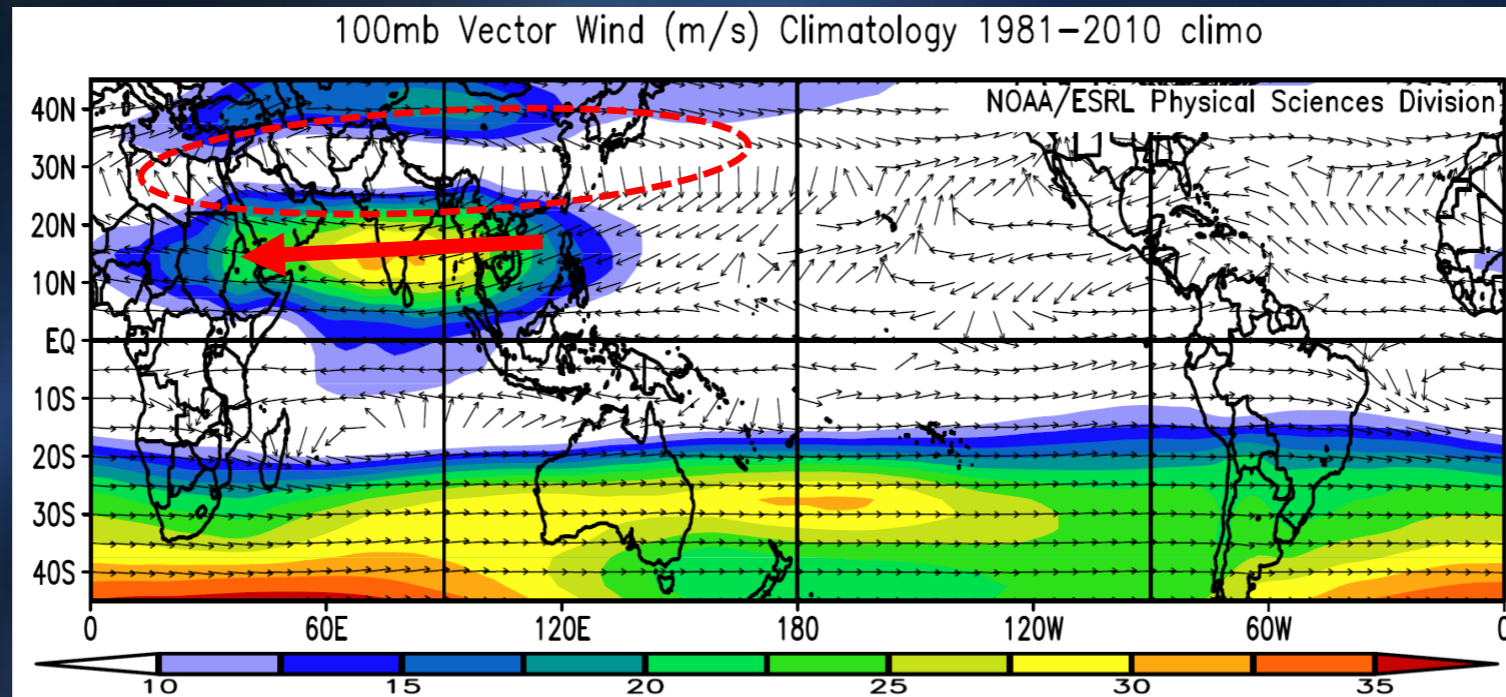 100mb Vector Wind (m/s) Climatology 1981–2010 climo
NOAA/ESRL Physical Sciences Division
40N
30N
20N
10N
EQ
10S
20S
30S
40S
0 60E 120E 180 120W 60W 0
10 15 20 25 30 35